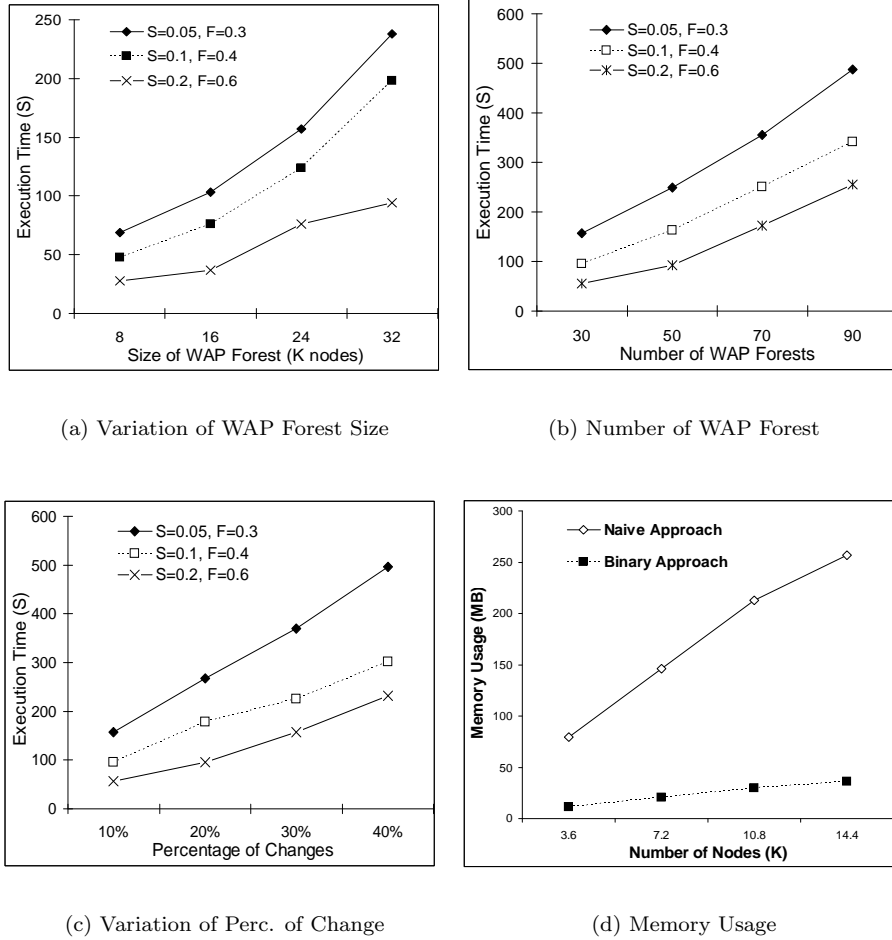 250
200
150
100
50
0
Execution Time (S)
S=0.05, F=0.3
S=0.1, F=0.4
S=0.2, F=0.6
8 16 24 32
Size of WAP Forest (K nodes)
(a) Variation of WAP Forest Size
600
500
400
300
200
100
0
Execution Time (S)
S=0.05, F=0.3
S=0.1, F=0.4
S=0.2, F=0.6
30 50 70 90
Number of WAP Forests
(b) Number of WAP Forest
600
500
400
300
200
100
0
Execution Time (S)
S=0.05, F=0.3
S=0.1, F=0.4
S=0.2, F=0.6
10% 20% 30% 40%
Percentage of Changes
(c) Variation of Perc. of Change
300
250
200
150
100
50
0
Memory Usage (MB)
Naive Approach
Binary Approach
3.6 7.2 10.8 14.4
Number of Nodes (K)
(d) Memory Usage